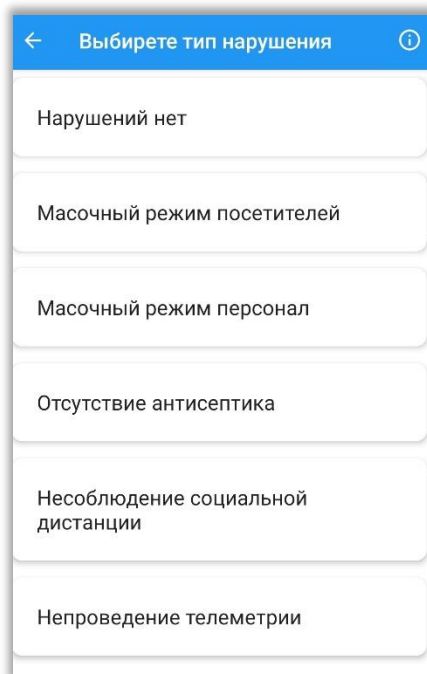 Выбирете тип нарушения
Нарушений нет
Масочный режим посетителей
Масочный режим персонал
Отсутствие антисептика
Несоблюдение социальной
дистанции
Непроведение телеметрии